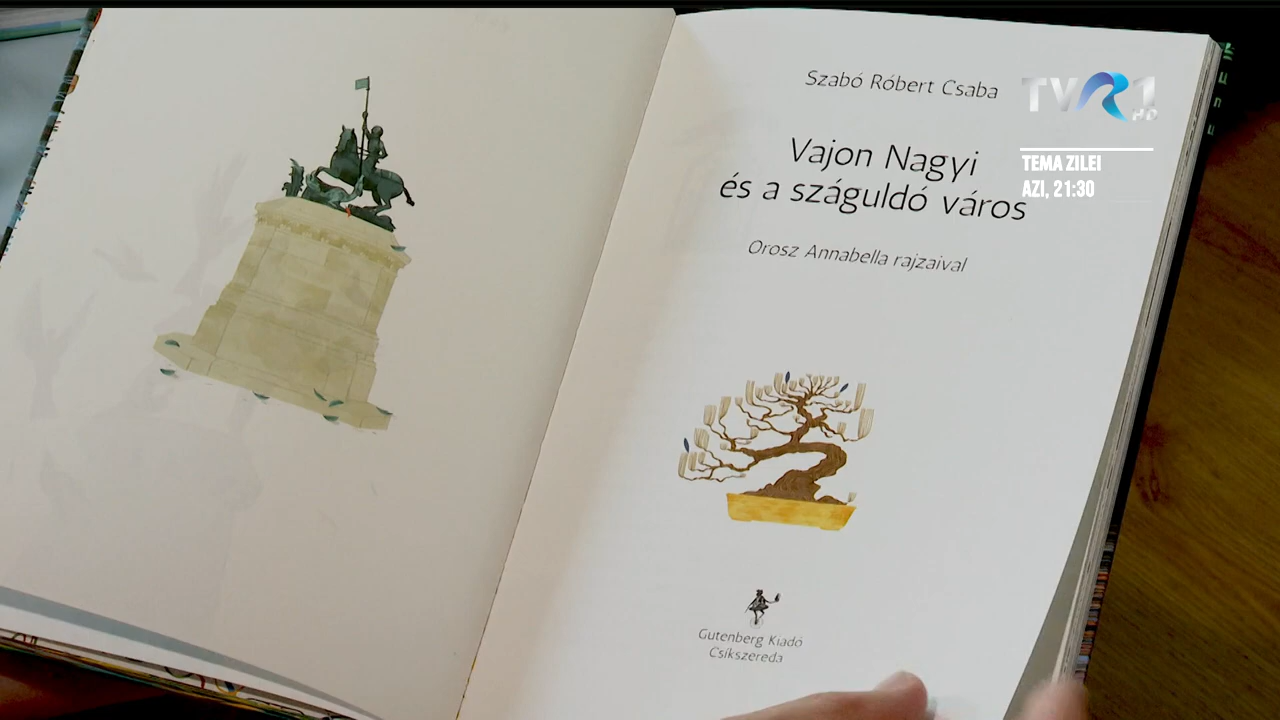 Szabó Róbert Csaba
Vajon Nagyi
és a száguldó város
Orosz Annabella rajzaival
Gutenberg Kiadó
Csíkszereda
TVR1
HD
TEMA ZILEI
AZI, 21:30